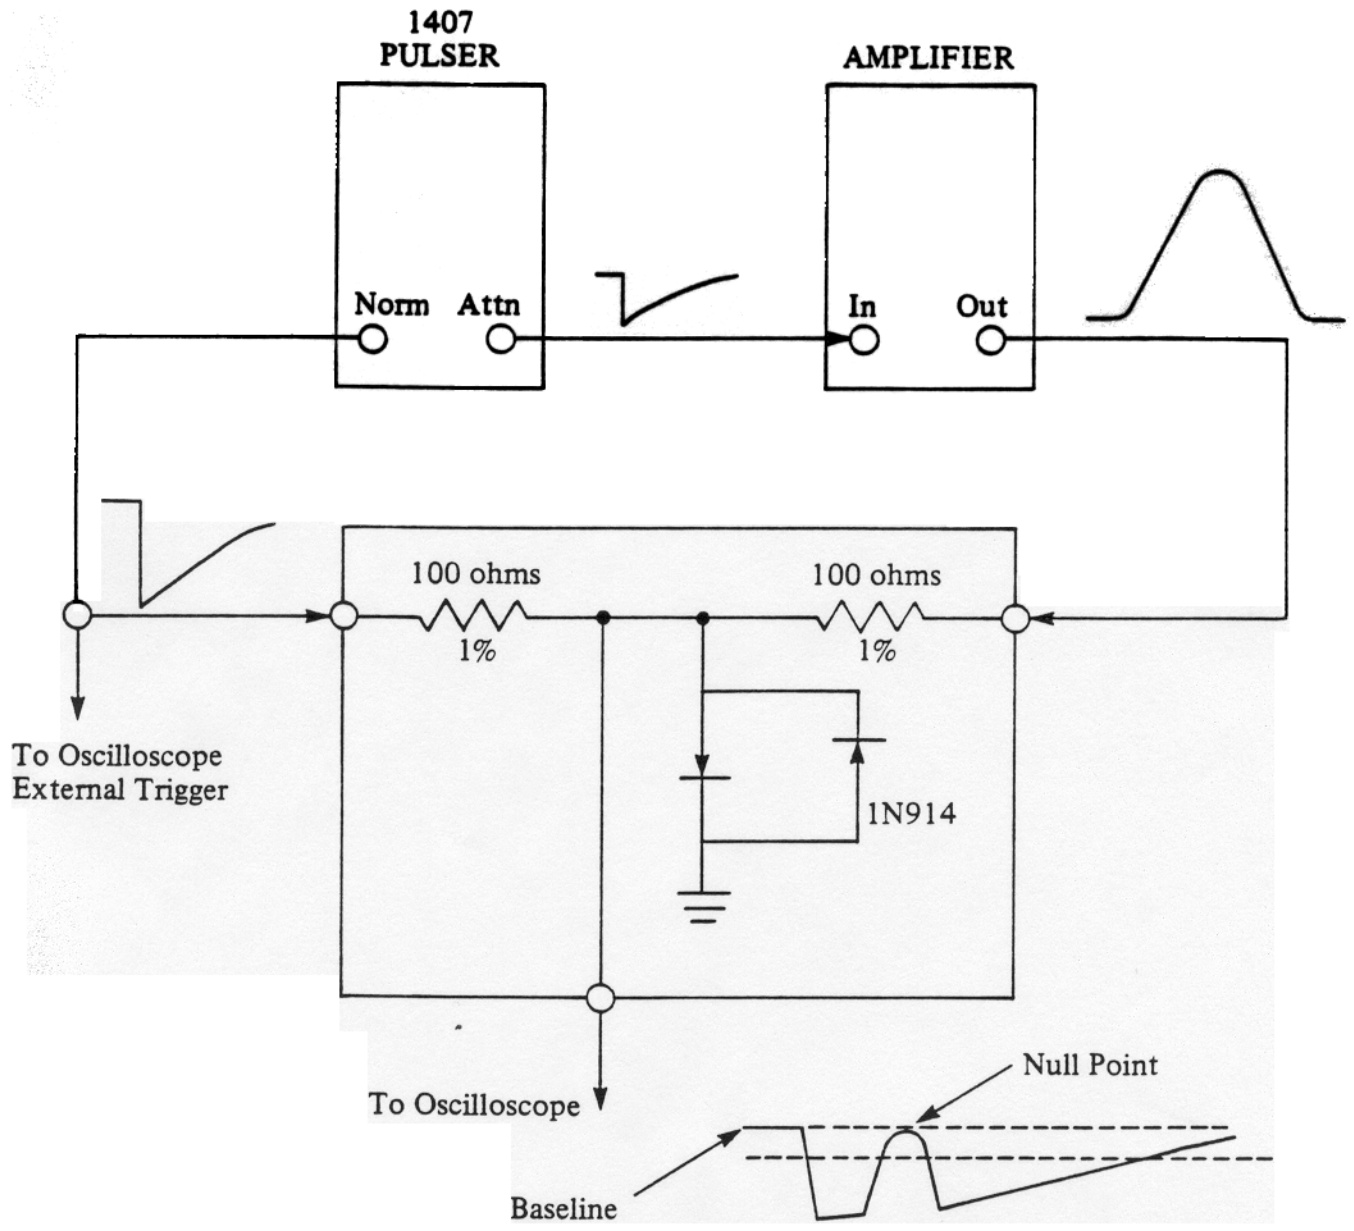 1407
PULSER
AMPLIFIER
Norm
Attn
In
Out
100 ohms
1%
100 ohms
1%
To Oscilloscope
External Trigger
1N914
To Oscilloscope
Null Point
Baseline